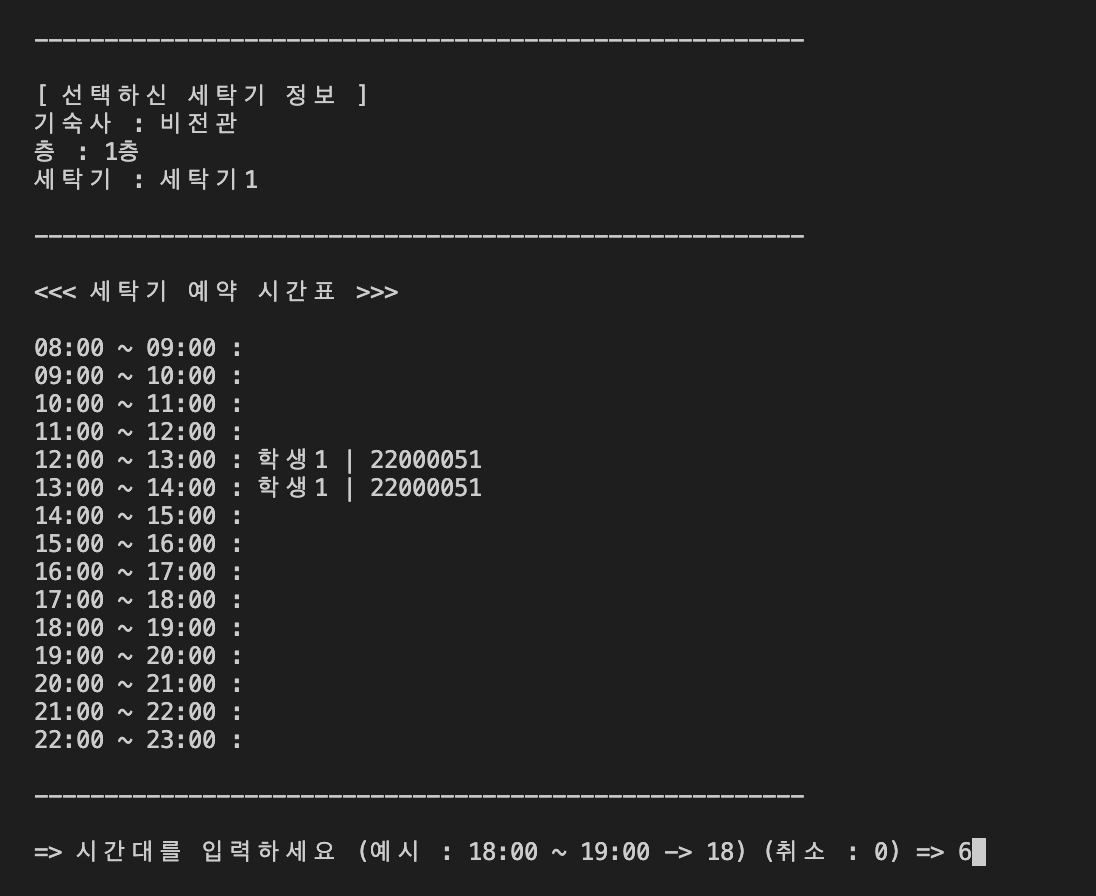 [ 선택하신 세탁기 정보 ]
기숙사 : 비전관
층 : 1층
세탁기 : 세탁기1
<<< 세탁기 예약 시간표 >>>
08:00 ~ 09:00 :
09:00 ~ 10:00 :
10:00 ~ 11:00 :
11:00 ~ 12:00 :
12:00 ~ 13:00 : 학생1 | 22000051
13:00 ~ 14:00 : 학생1 | 22000051
14:00 ~ 15:00 :
15:00 ~ 16:00 :
16:00 ~ 17:00 :
17:00 ~ 18:00 :
18:00 ~ 19:00 :
19:00 ~ 20:00 :
20:00 ~ 21:00 :
21:00 ~ 22:00 :
22:00 ~ 23:00 :
=> 시간대를 입력하세요 (예시 : 18:00 ~ 19:00 -> 18) (취소 : 0) => 6